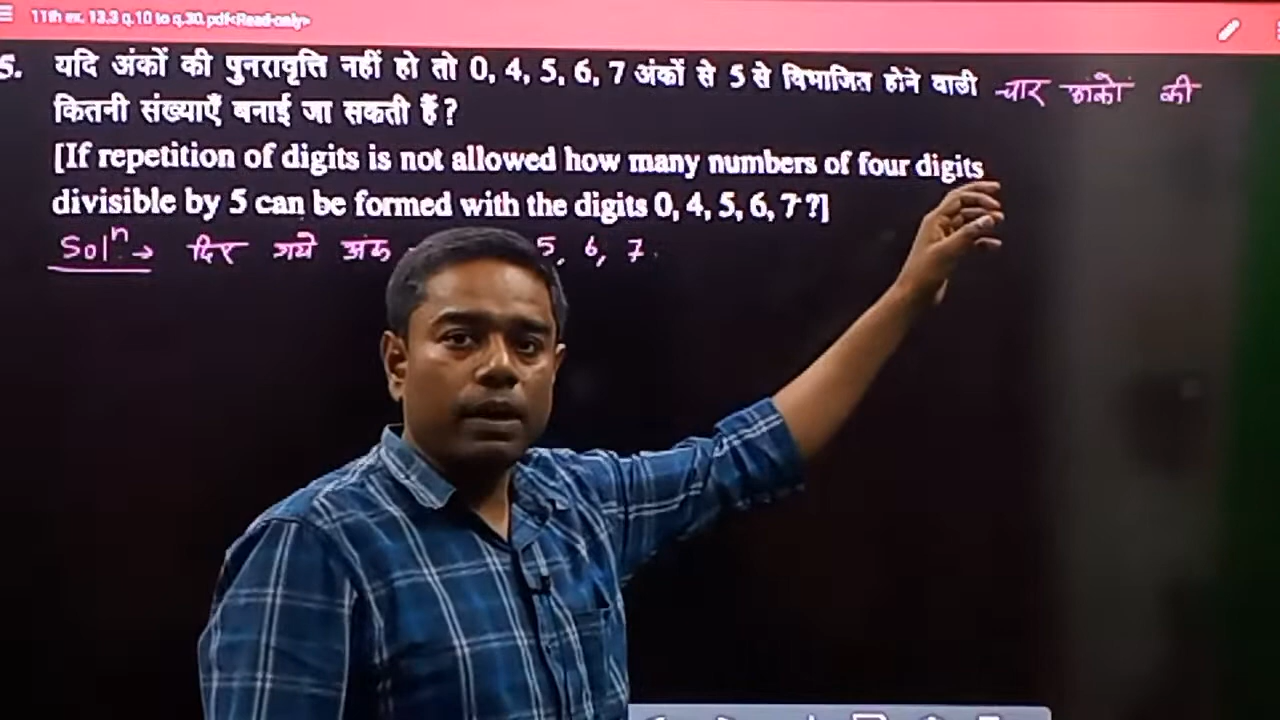 11th ex. 13.3 q.10 to q.30.pdf<Read-only>
5. यदि अंकों की पुनरावृत्ति नहीं हो तो 0, 4, 5, 6, 7 अंकों से 5 से विभाजित होने वाली चार अंको की
कितनी संख्याएँ बनाई जा सकती हैं ?
[If repetition of digits is not allowed how many numbers of four digits
divisible by 5 can be formed with the digits 0, 4, 5, 6, 7 ?]
Solⁿ → दिए गये अंक 5, 6, 7